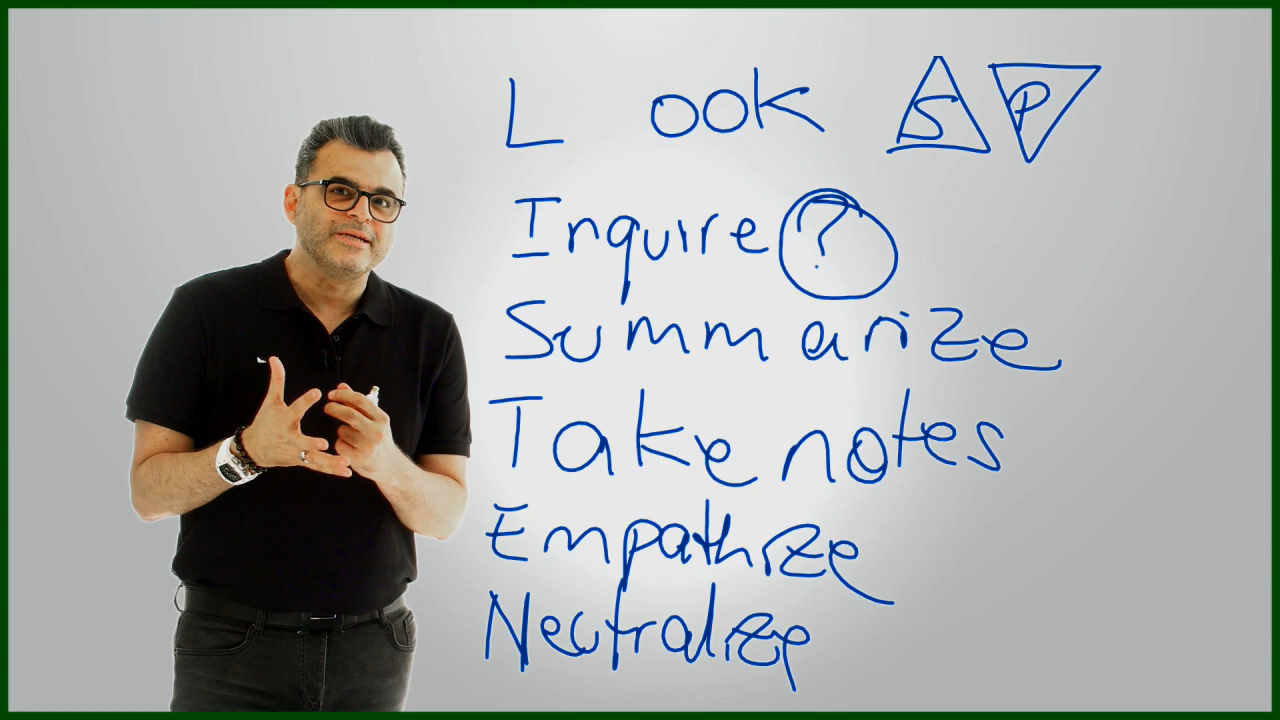 L ook S P
Inquire ?
Summarize
Take notes
Empathize
Neutralize